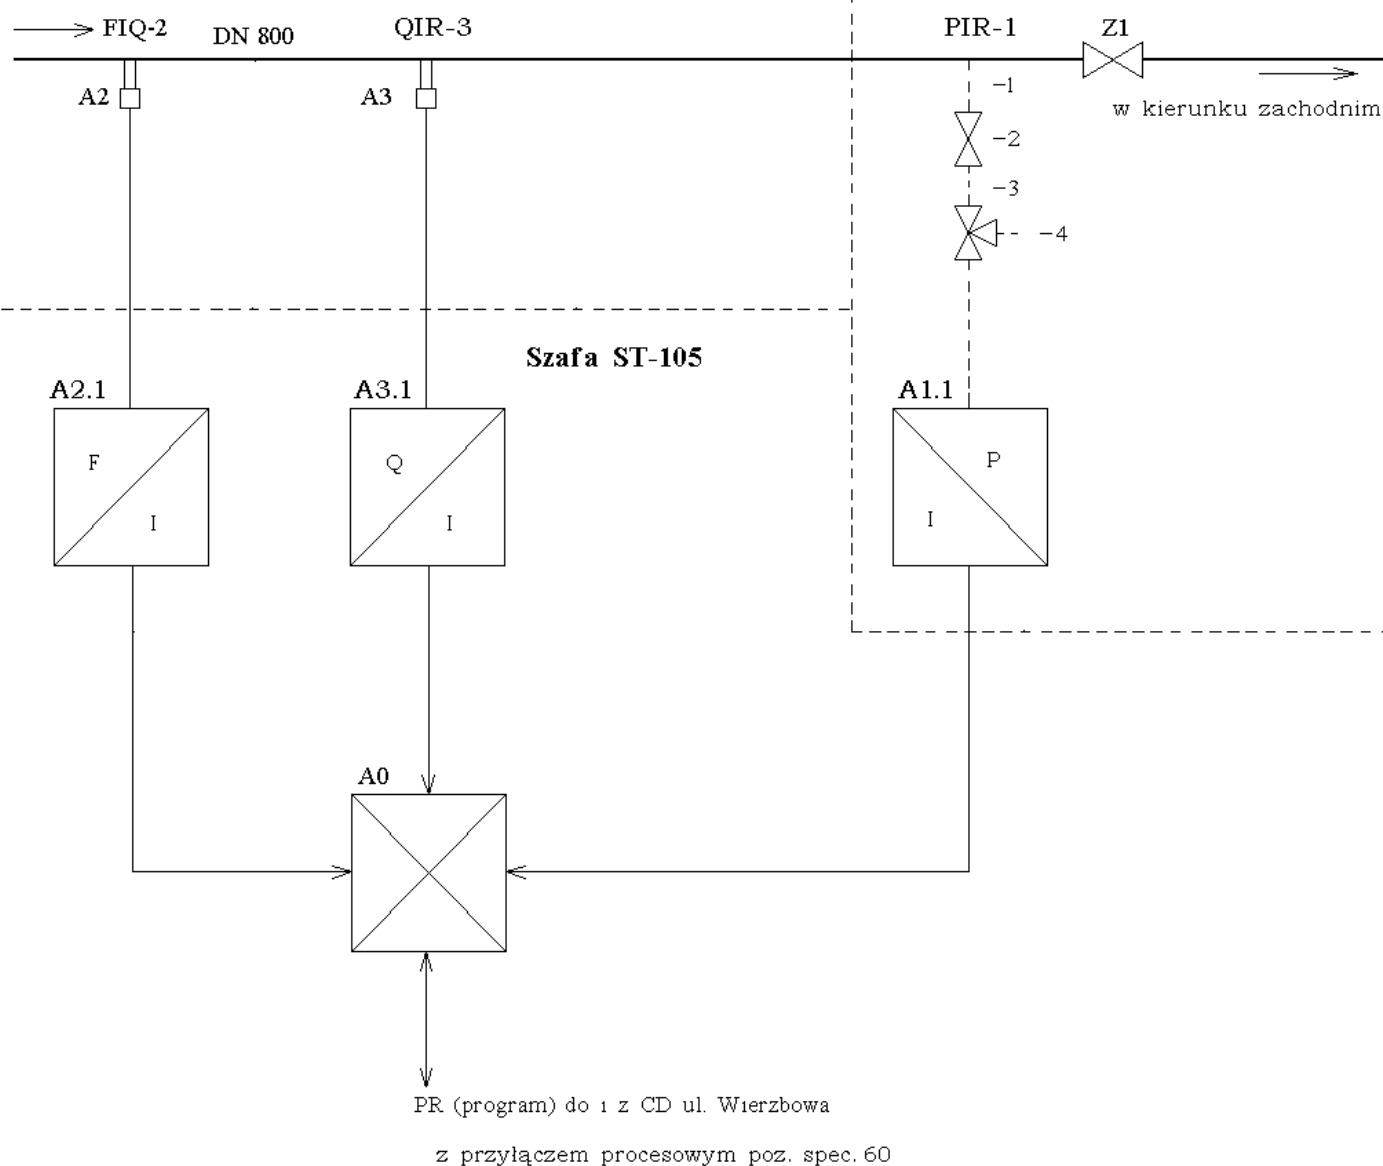 FIQ-2
DN 800
QIR-3
PIR-1
Z1
A2
A3
-1
w kierunku zachodnim
-2
-3
-4
Szafa ST-105
A2.1
A3.1
A1.1
F
I
Q
I
P
I
A0
PR (program) do i z CD ul. Wierzbowa
z przyłączem procesowym poz. spec. 60